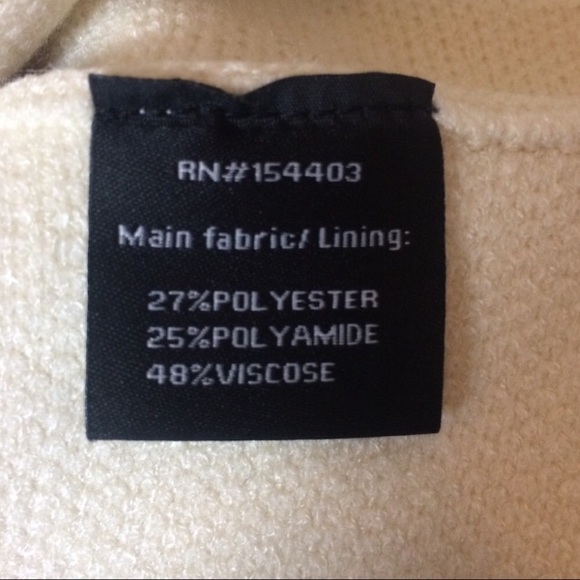 RN#154403
Main fabric/ Lining:
27%POLYESTER
25%POLYAMIDE
48%VISCOSE